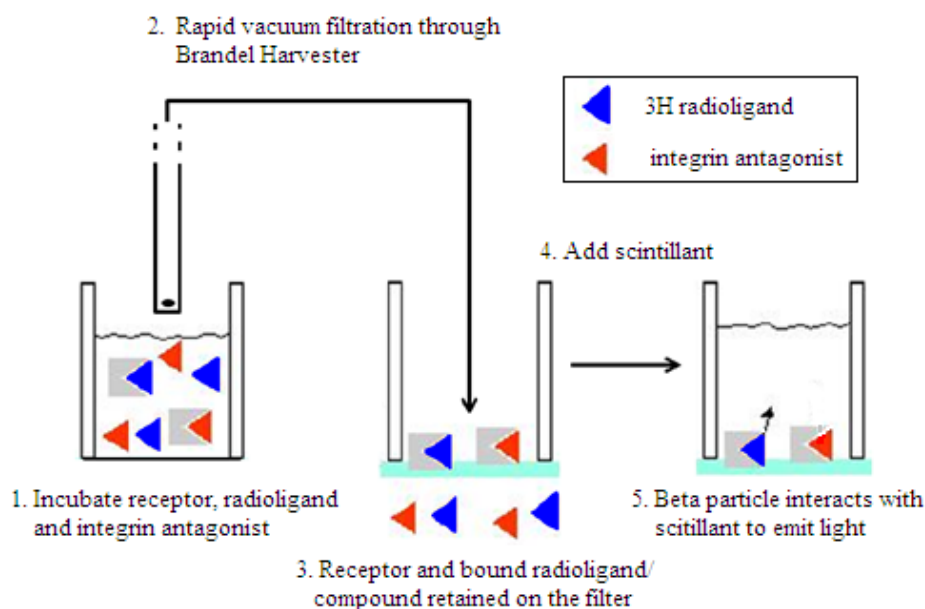 2. Rapid vacuum filtration through
Brandel Harvester
3H radioligand
integrin antagonist
4. Add scintillant
1. Incubate receptor, radioligand
and integrin antagonist
5. Beta particle interacts with
scitillant to emit light
3. Receptor and bound radioligand/
compound retained on the filter